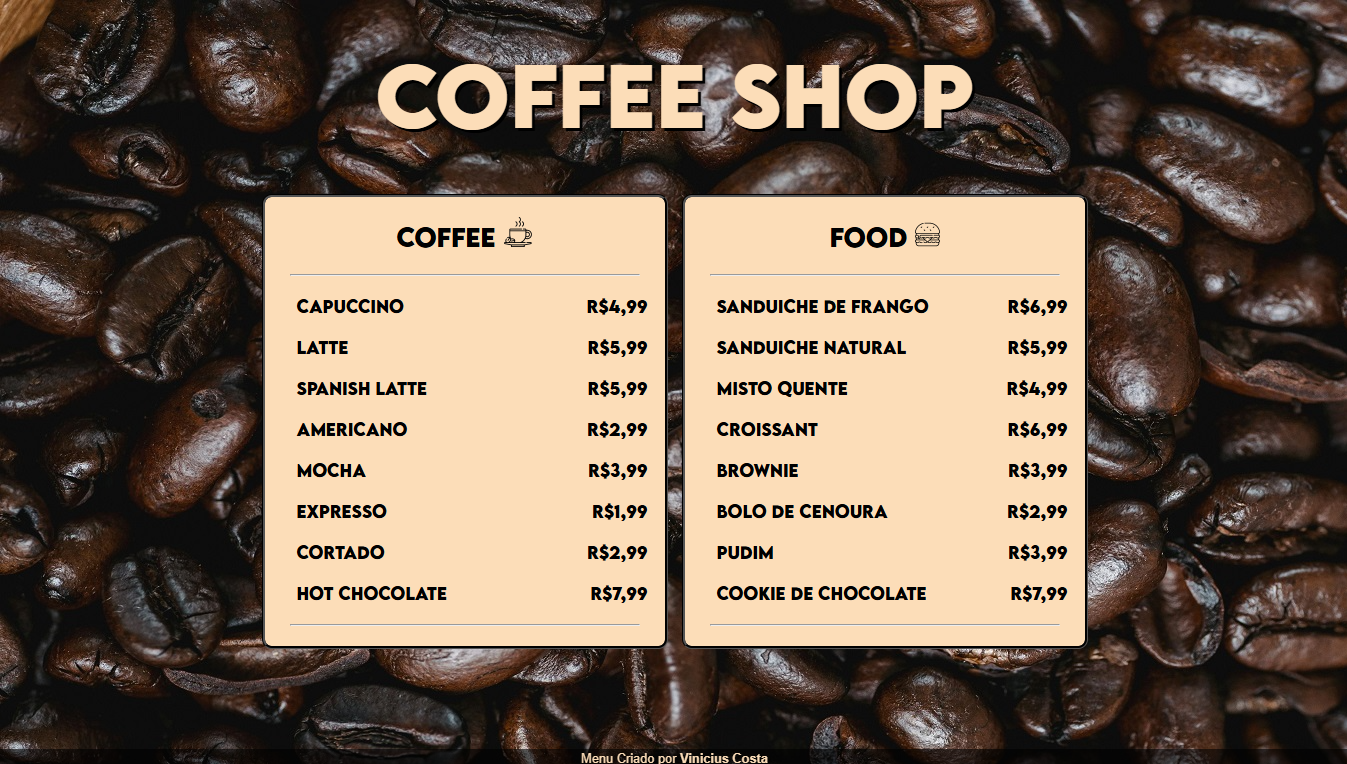 COFFEE SHOP
COFFEE
CAPUCCINO R$4,99
LATTE R$5,99
SPANISH LATTE R$5,99
AMERICANO R$2,99
MOCHA R$3,99
EXPRESSO R$1,99
CORTADO R$2,99
HOT CHOCOLATE R$7,99
FOOD
SANDUICHE DE FRANGO R$6,99
SANDUICHE NATURAL R$5,99
MISTO QUENTE R$4,99
CROISSANT R$6,99
BROWNIE R$3,99
BOLO DE CENOURA R$2,99
PUDIM R$3,99
COOKIE DE CHOCOLATE R$7,99
Menu Criado por Vinicius Costa